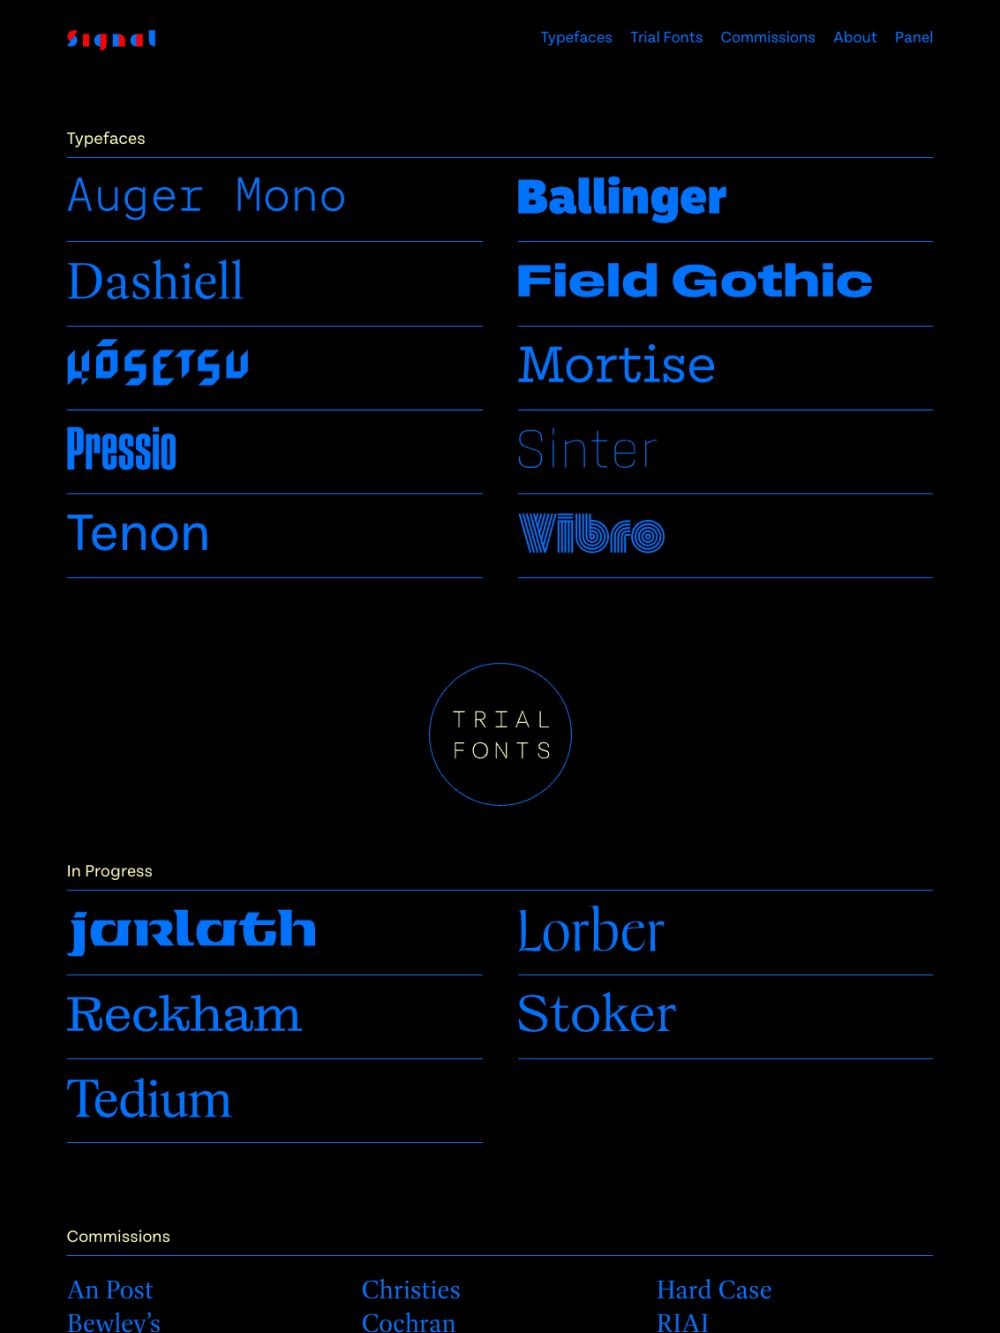 Signal
Typefaces Trial Fonts Commissions About Panel
Typefaces
Auger Mono
Ballinger
Dashiell
Field Gothic
KŌSETSU
Mortise
Pressio
Sinter
Tenon
Vibro
TRIAL
FONTS
In Progress
jarlath
Lorber
Reckham
Stoker
Tedium
Commissions
An Post
Christies
Hard Case
Bewley’s
Cochran
RIAI